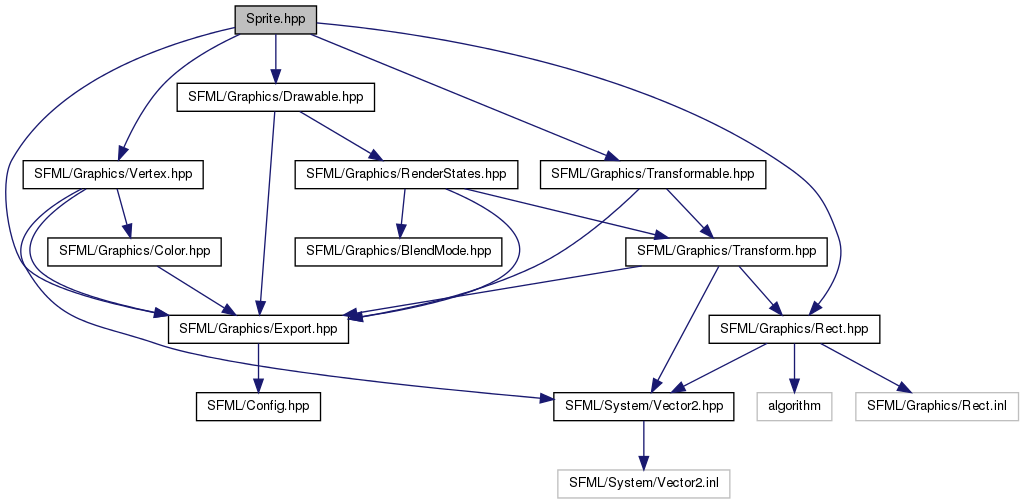 Sprite.hpp
SFML/Graphics/Drawable.hpp
SFML/Graphics/Vertex.hpp
SFML/Graphics/RenderStates.hpp
SFML/Graphics/Transformable.hpp
SFML/Graphics/Color.hpp
SFML/Graphics/BlendMode.hpp
SFML/Graphics/Transform.hpp
SFML/Graphics/Export.hpp
SFML/Graphics/Rect.hpp
SFML/Config.hpp
SFML/System/Vector2.hpp
algorithm
SFML/Graphics/Rect.inl
SFML/System/Vector2.inl